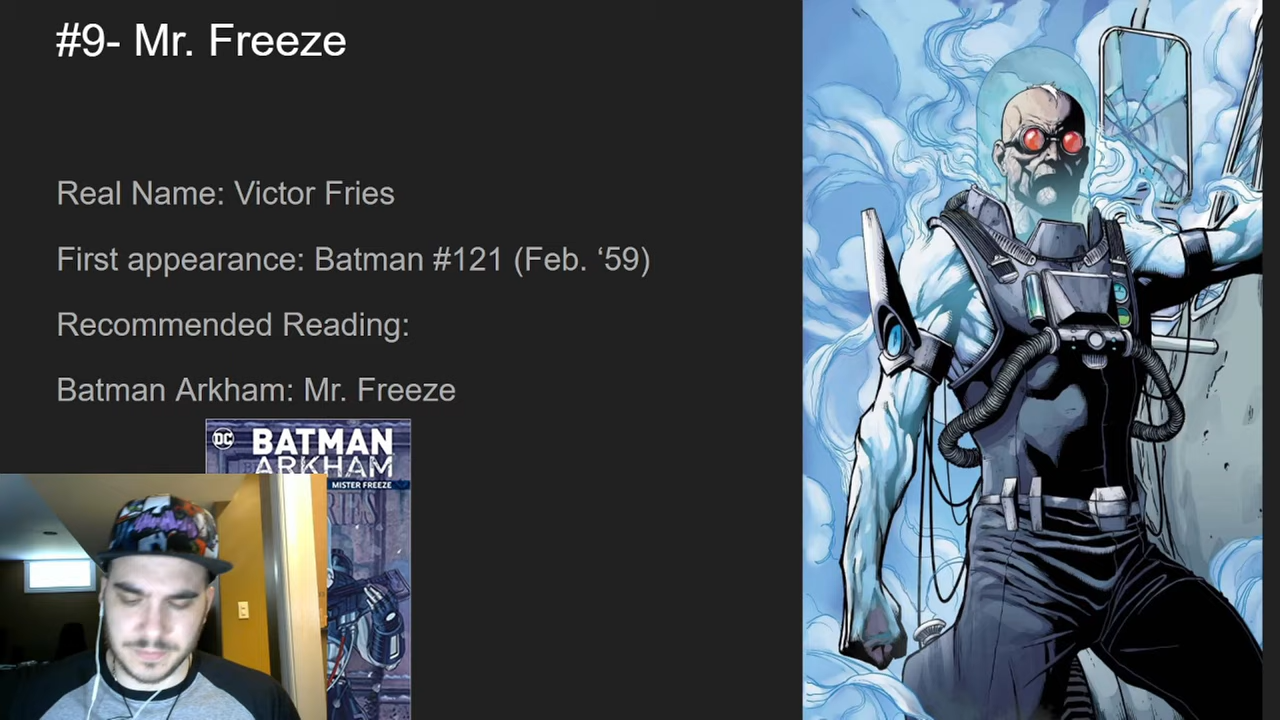 #9- Mr. Freeze
Real Name: Victor Fries
First appearance: Batman #121 (Feb. ‘59)
Recommended Reading:
Batman Arkham: Mr. Freeze
DC
BATMAN
ARKHAM
MISTER FREEZE